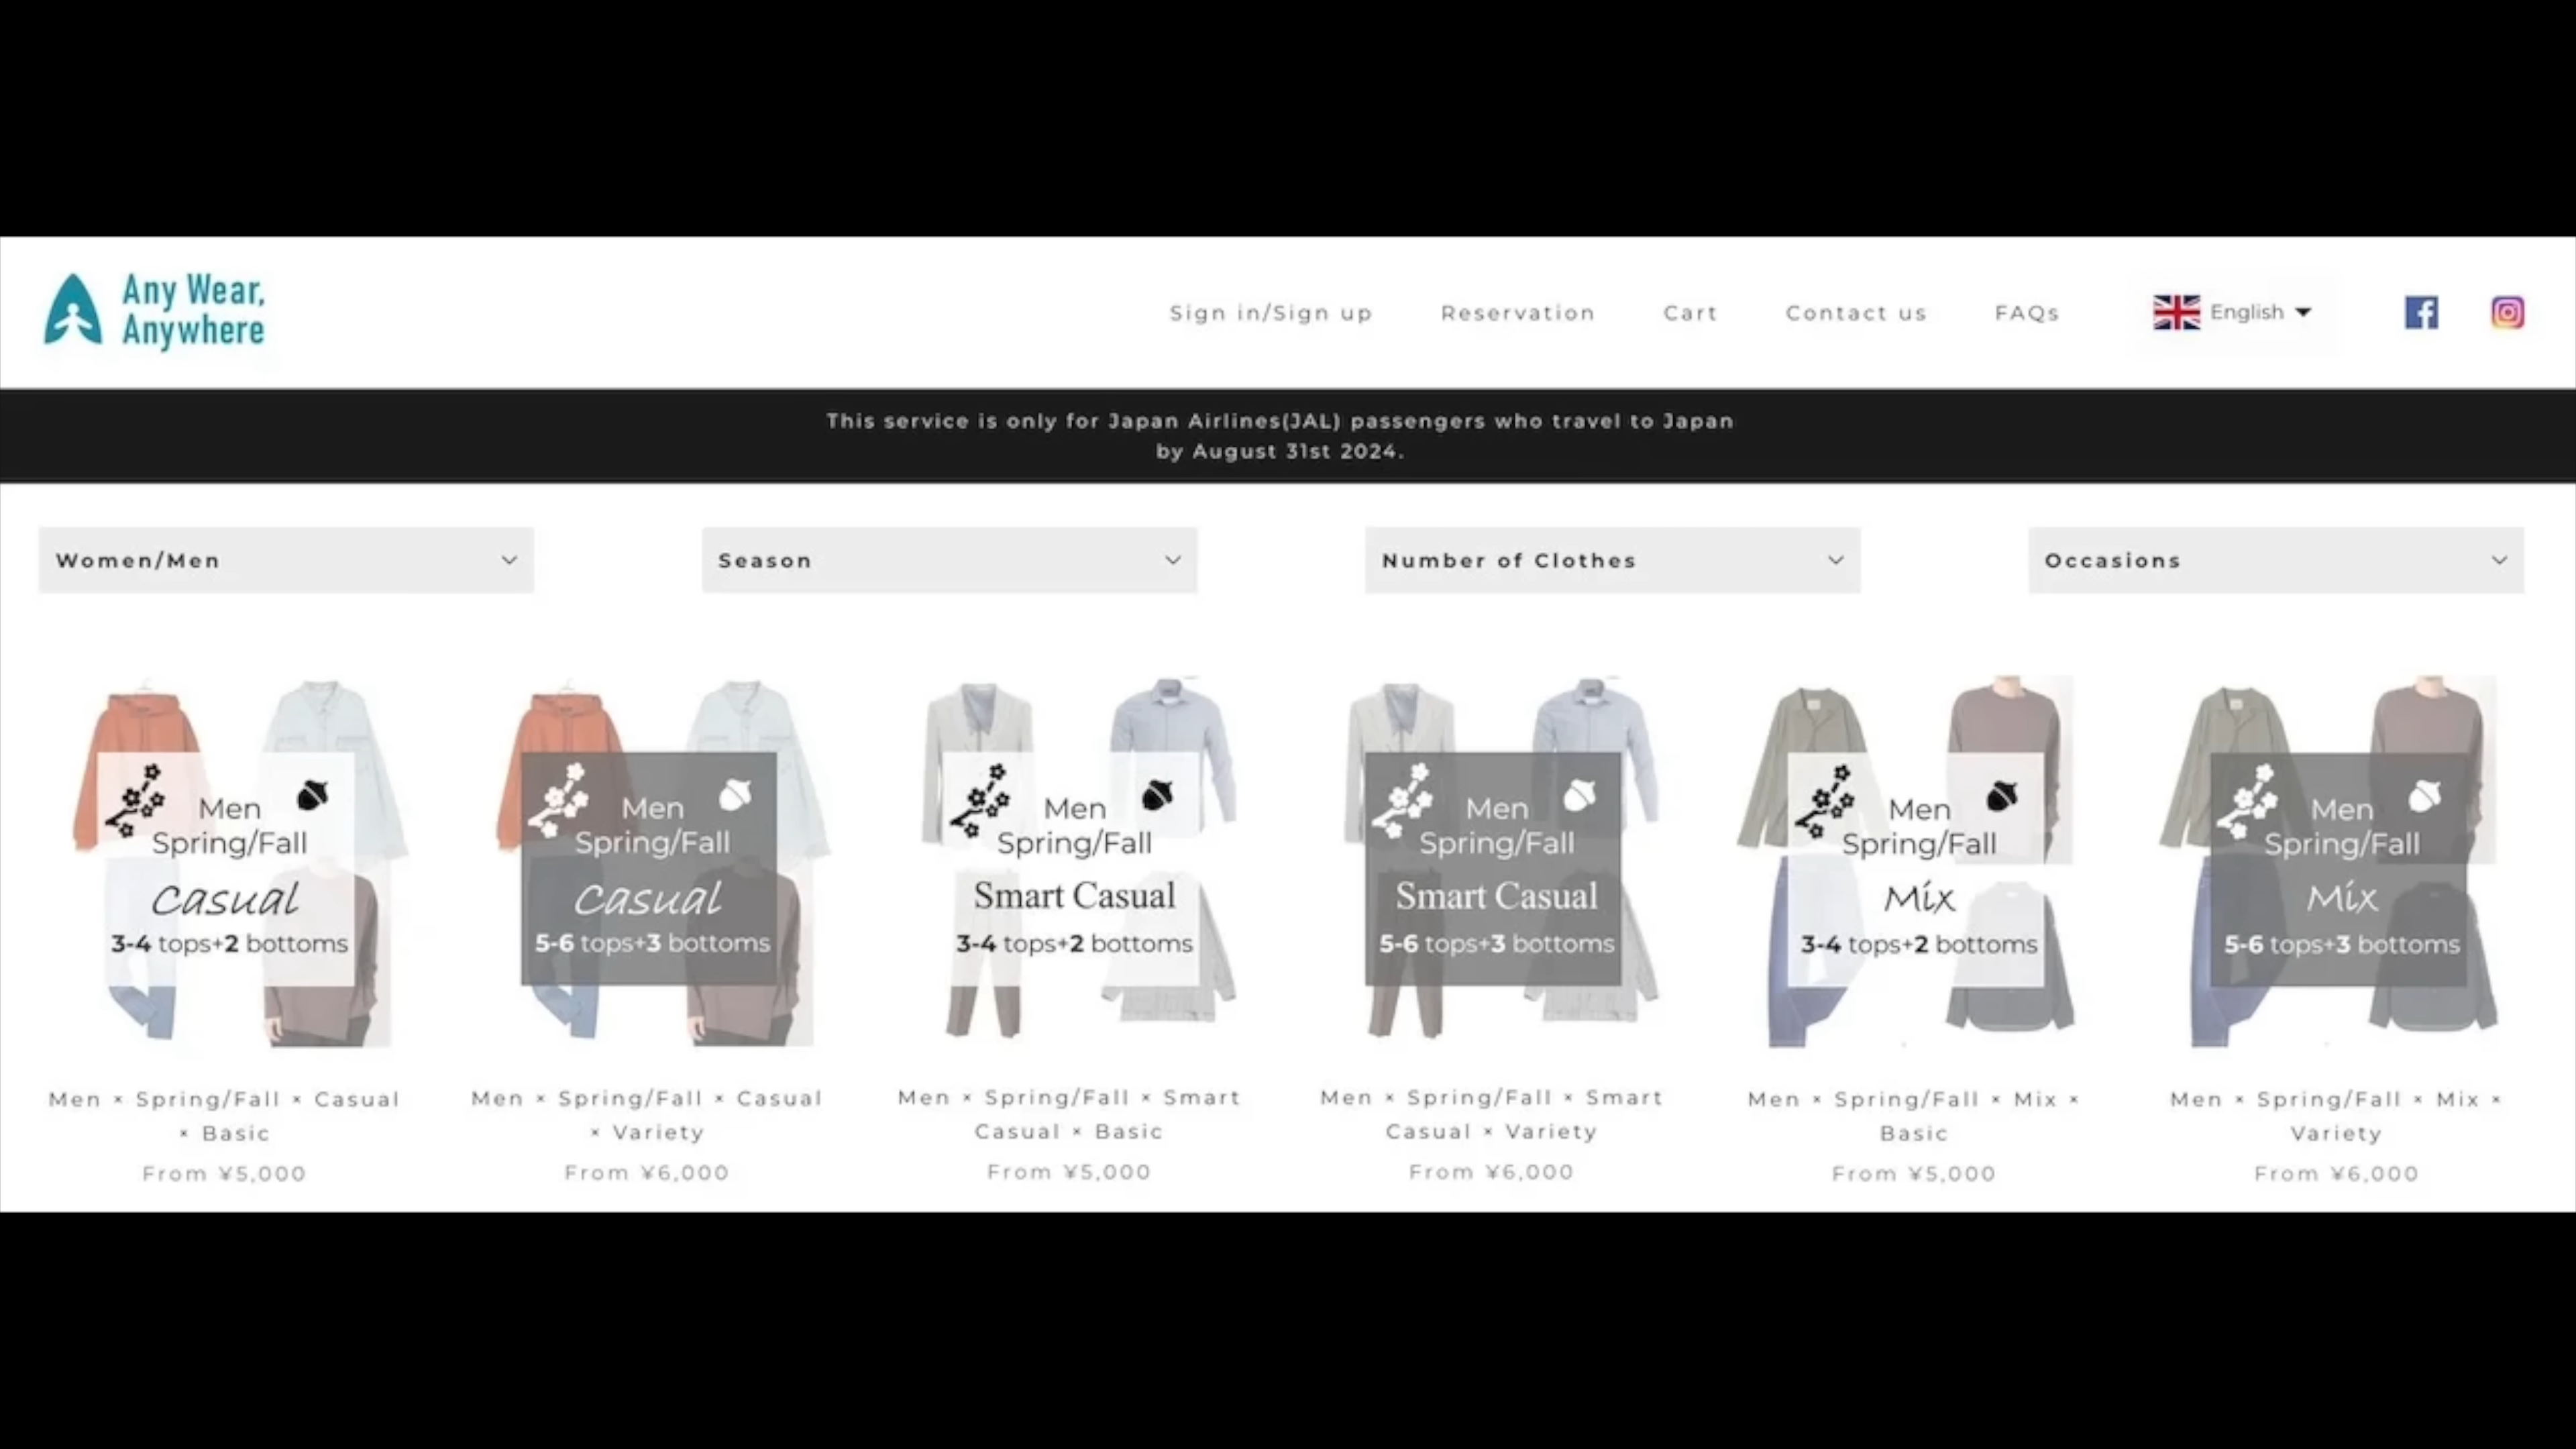 Any Wear,
Anywhere
Sign in/Sign up
Reservation
Cart
Contact us
FAQs
English
This service is only for Japan Airlines(JAL) passengers who travel to Japan
by August 31st 2024.
Women/Men
Season
Number of Clothes
Occasions
Men
Spring/Fall
Casual
3-4 tops+2 bottoms
Men × Spring/Fall × Casual
× Basic
From ¥5,000
Men
Spring/Fall
Casual
5-6 tops+3 bottoms
Men × Spring/Fall × Casual
× Variety
From ¥6,000
Men
Spring/Fall
Smart Casual
3-4 tops+2 bottoms
Men × Spring/Fall × Smart
Casual × Basic
From ¥5,000
Men
Spring/Fall
Smart Casual
5-6 tops+3 bottoms
Men × Spring/Fall × Smart
Casual × Variety
From ¥6,000
Men
Spring/Fall
Mix
3-4 tops+2 bottoms
Men × Spring/Fall × Mix ×
Basic
From ¥5,000
Men
Spring/Fall
Mix
5-6 tops+3 bottoms
Men × Spring/Fall × Mix ×
Variety
From ¥6,000